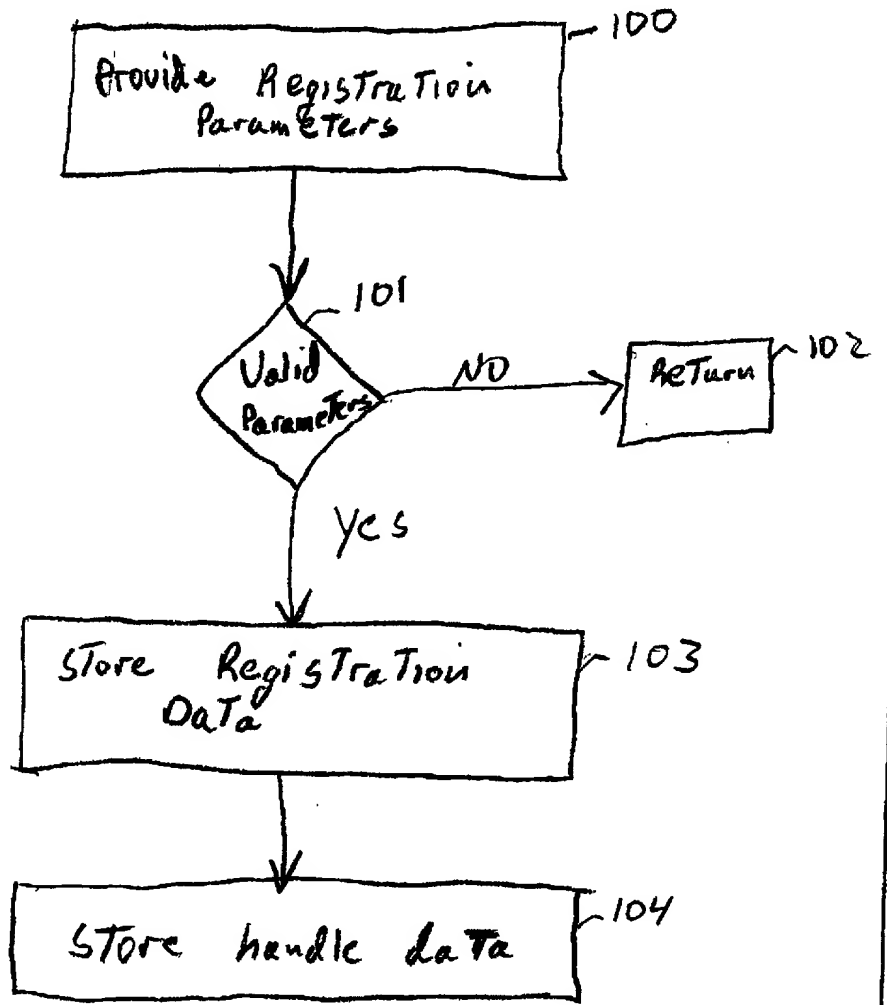 100
Provide Registration
Parameters
101
Valid
Parameters
NO
Return
102
Yes
Store Registration
Data
103
Store handle data
104